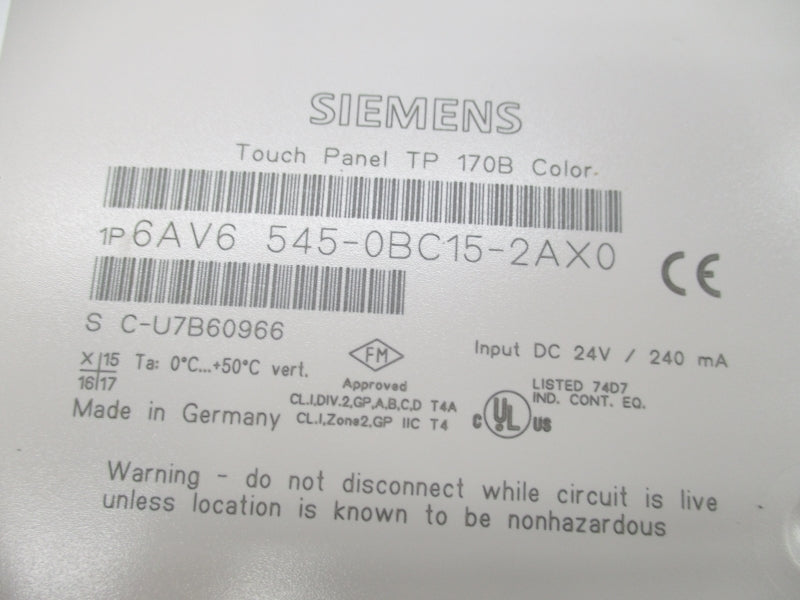 SIEMENS
Touch Panel TP 170B Color
1P 6AV6 545-0BC15-2AX0
CE
S C-U7B60966
X 15
16 17
Ta: 0°C...+50°C vert.
FM
Approved
CL.I,DIV.2,GP,A,B,C,D T4A
CL.I,Zone2,GP IIC T4
Input DC 24V / 240 mA
c UL US
LISTED 74D7
IND. CONT. EQ.
Made in Germany
Warning - do not disconnect while circuit is live
unless location is known to be nonhazardous